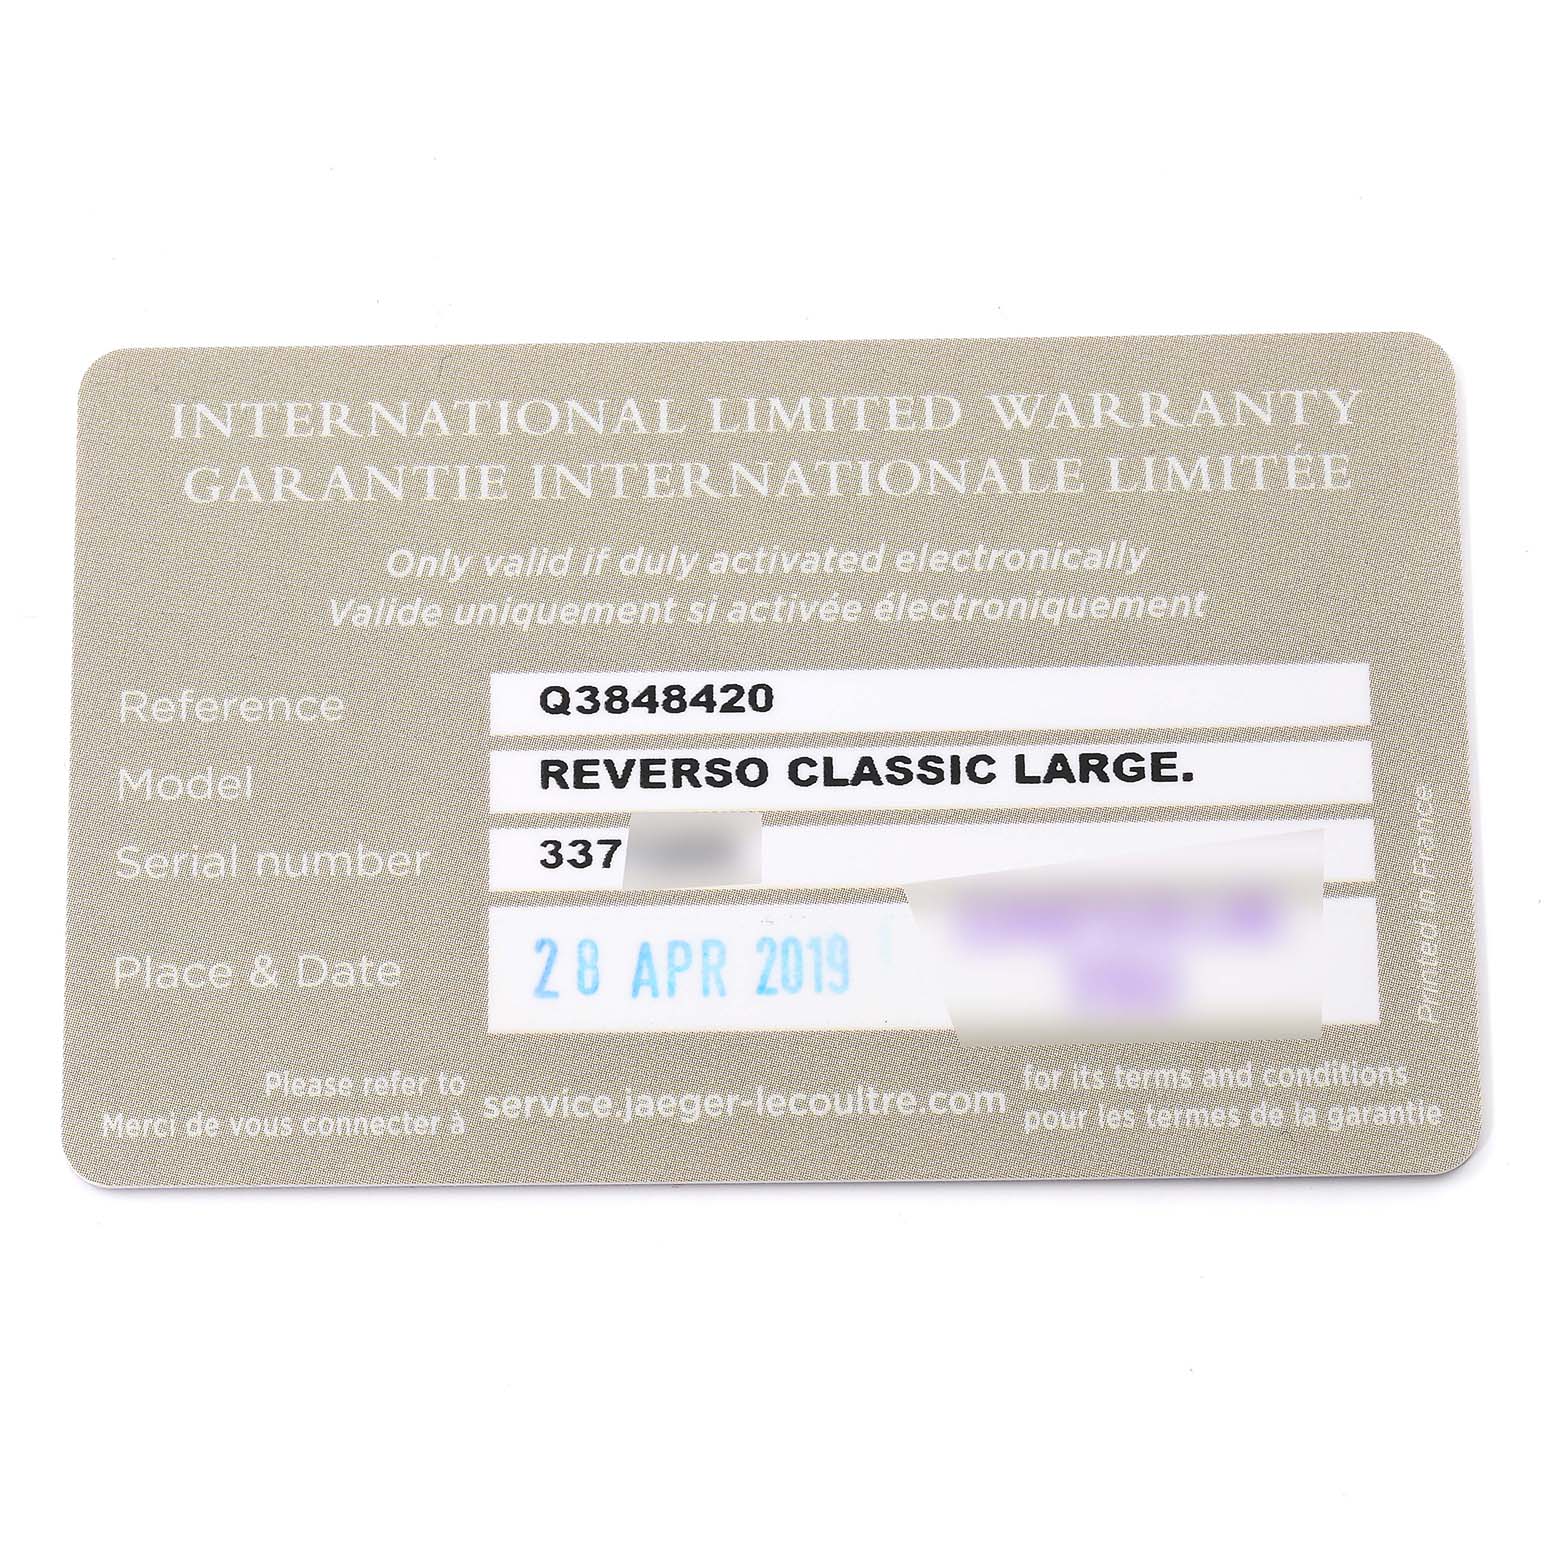 INTERNATIONAL LIMITED WARRANTY
GARANTIE INTERNATIONALE LIMITÉE
Only valid if duly activated electronically
Valide uniquement si activée électroniquement
Reference Q3848420
Model REVERSO CLASSIC LARGE.
Serial number 337
Place & Date 28 APR 2019
Printed in France
Please refer to
Merci de vous connecter à
service.jaeger-lecoultre.com
for its terms and conditions
pour les termes de la garantie